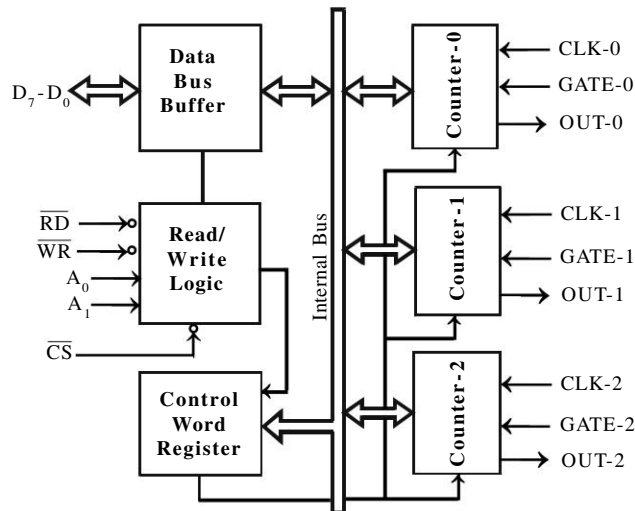 Data
Bus
Buffer
D7-D0
Read/
Write
Logic
RD
WR
A0
A1
CS
Control
Word
Register
Internal Bus
Counter-0
CLK-0
GATE-0
OUT-0
Counter-1
CLK-1
GATE-1
OUT-1
Counter-2
CLK-2
GATE-2
OUT-2